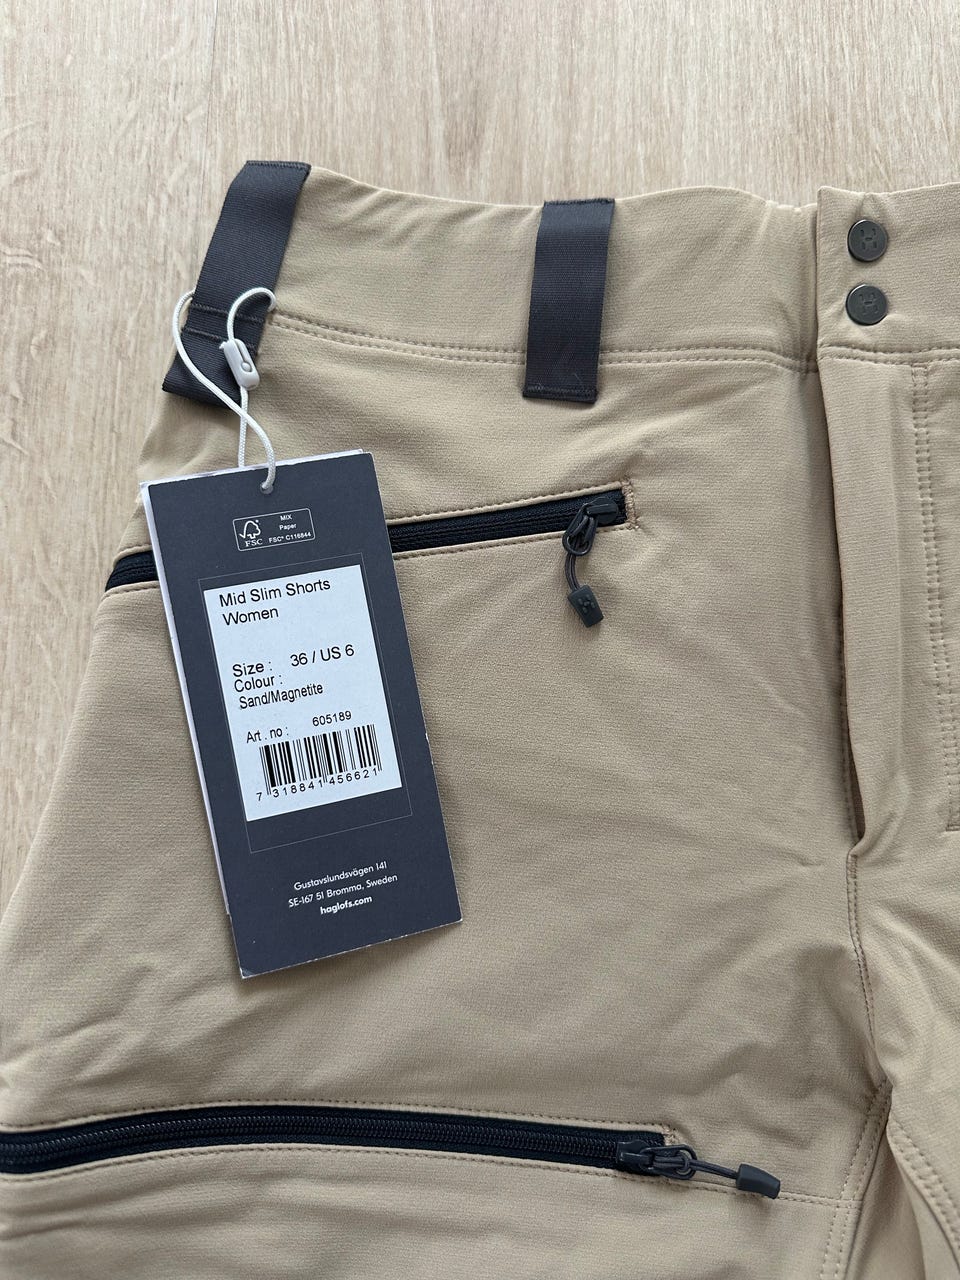 MIX
Paper
FSC® C116844
FSC
Mid Slim Shorts
Women
Size : 36 / US 6
Colour :
Sand/Magnetite
Art . no : 605189
7 318841 456621
Gustavslundsvägen 141
SE-167 51 Bromma, Sweden
haglofs.com